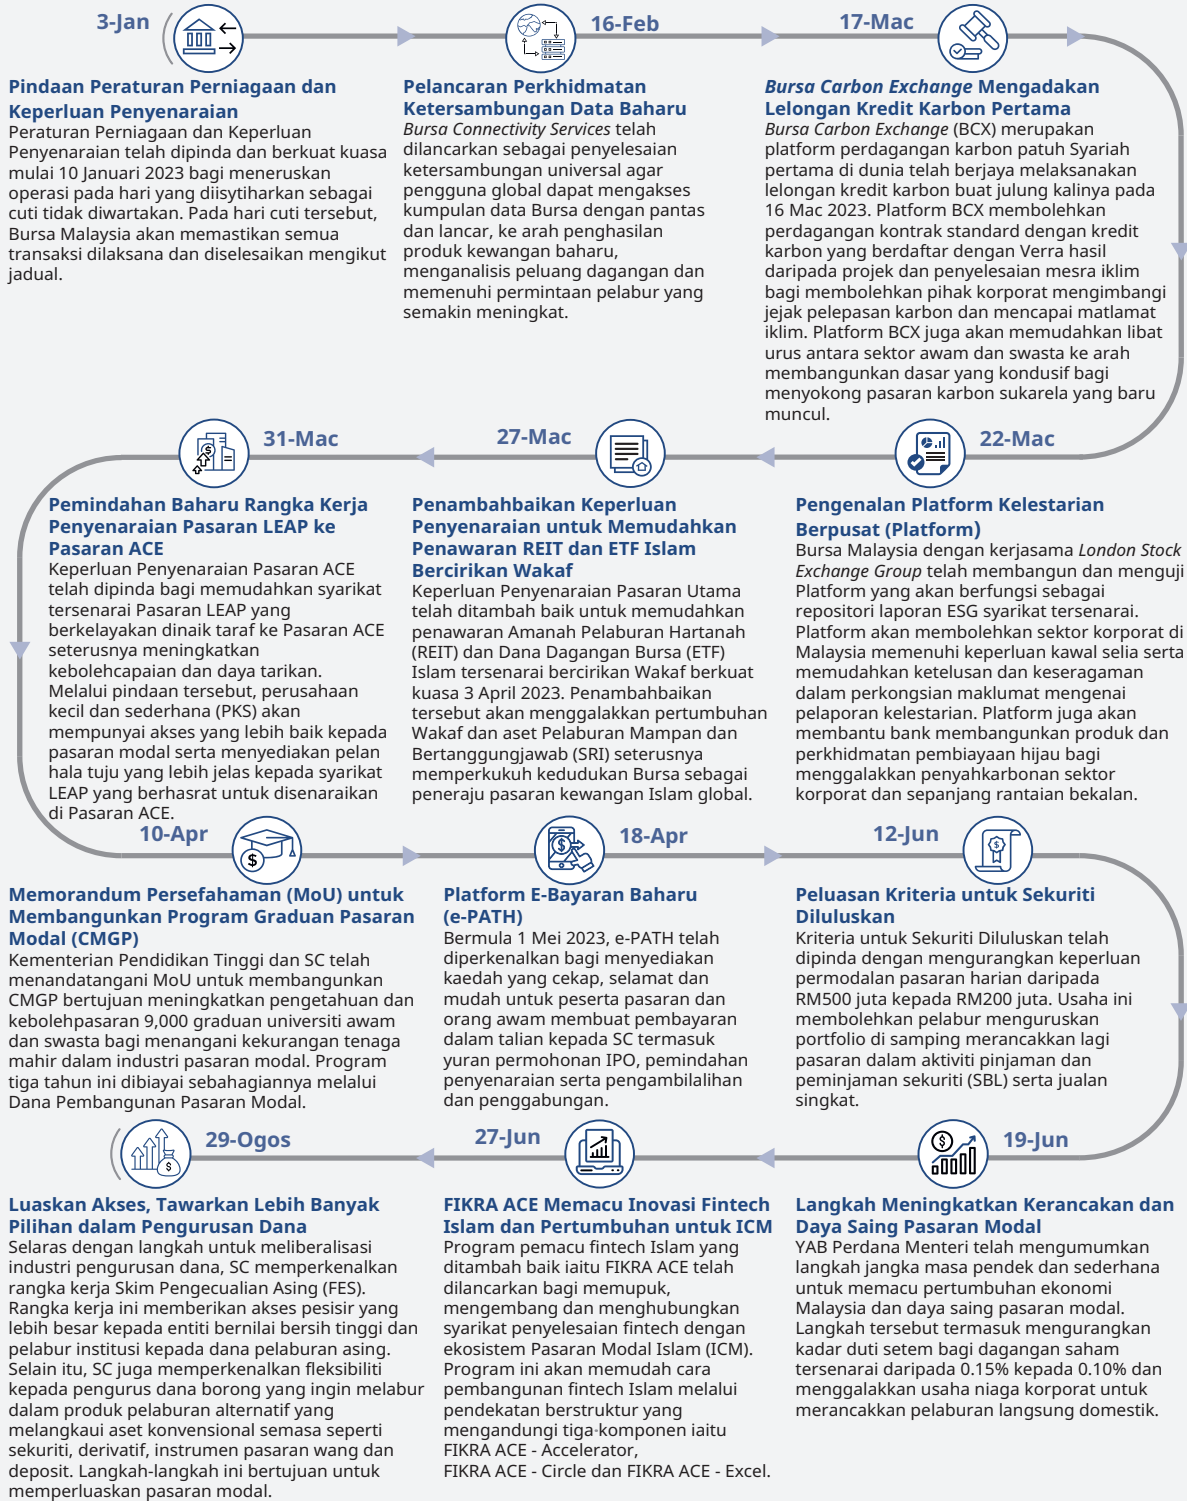 3-Jan
Pindaan Peraturan Perniagaan dan
Keperluan Penyenaraian
Peraturan Perniagaan dan Keperluan
Penyenaraian telah dipinda dan berkuat kuasa
mulai 10 Januari 2023 bagi meneruskan
operasi pada hari yang diisytiharkan sebagai
cuti tidak diwartakan. Pada hari cuti tersebut,
Bursa Malaysia akan memastikan semua
transaksi dilaksana dan diselesaikan mengikut
jadual.
16-Feb
Pelancaran Perkhidmatan
Ketersambungan Data Baharu
Bursa Connectivity Services telah
dilancarkan sebagai penyelesaian
ketersambungan universal agar
pengguna global dapat mengakses
kumpulan data Bursa dengan pantas
dan lancar, ke arah penghasilan
produk kewangan baharu,
menganalisis peluang dagangan dan
memenuhi permintaan pelabur yang
semakin meningkat.
17-Mac
Bursa Carbon Exchange Mengadakan
Lelongan Kredit Karbon Pertama
Bursa Carbon Exchange (BCX) merupakan
platform perdagangan karbon patuh Syariah
pertama di dunia telah berjaya melaksanakan
lelongan kredit karbon buat julung kalinya pada
16 Mac 2023. Platform BCX membolehkan
perdagangan kontrak standard dengan kredit
karbon yang berdaftar dengan Verra hasil
daripada projek dan penyelesaian mesra iklim
bagi membolehkan pihak korporat mengimbangi
jejak pelepasan karbon dan mencapai matlamat
iklim. Platform BCX juga akan memudahkan libat
urus antara sektor awam dan swasta ke arah
membangunkan dasar yang kondusif bagi
menyokong pasaran karbon sukarela yang baru
muncul.
22-Mac
Pengenalan Platform Kelestarian
Berpusat (Platform)
Bursa Malaysia dengan kerjasama London Stock
Exchange Group telah membangun dan menguji
Platform yang akan berfungsi sebagai
repositori laporan ESG syarikat tersenarai.
Platform akan membolehkan sektor korporat di
Malaysia memenuhi keperluan kawal selia serta
memudahkan ketelusan dan keseragaman
dalam perkongsian maklumat mengenai
pelaporan kelestarian. Platform juga akan
membantu bank membangunkan produk dan
perkhidmatan pembiayaan hijau bagi
menggalakkan penyahkarbonan sektor
korporat dan sepanjang rantaian bekalan.
27-Mac
Penambahbaikan Keperluan
Penyenaraian untuk Memudahkan
Penawaran REIT dan ETF Islam
Bercirikan Wakaf
Keperluan Penyenaraian Pasaran Utama
telah ditambah baik untuk memudahkan
penawaran Amanah Pelaburan Hartanah
(REIT) dan Dana Dagangan Bursa (ETF)
Islam tersenarai bercirikan Wakaf berkuat
kuasa 3 April 2023. Penambahbaikan
tersebut akan menggalakkan pertumbuhan
Wakaf dan aset Pelaburan Mampan dan
Bertanggungjawab (SRI) seterusnya
memperkukuh kedudukan Bursa sebagai
peneraju pasaran kewangan Islam global.
31-Mac
Pemindahan Baharu Rangka Kerja
Penyenaraian Pasaran LEAP ke
Pasaran ACE
Keperluan Penyenaraian Pasaran ACE
telah dipinda bagi memudahkan syarikat
tersenarai Pasaran LEAP yang
berkelayakan dinaik taraf ke Pasaran ACE
seterusnya meningkatkan
kebolehcapaian dan daya tarikan.
Melalui pindaan tersebut, perusahaan
kecil dan sederhana (PKS) akan
mempunyai akses yang lebih baik kepada
pasaran modal serta menyediakan pelan
hala tuju yang lebih jelas kepada syarikat
LEAP yang berhasrat untuk disenaraikan
di Pasaran ACE.
10-Apr
Memorandum Persefahaman (MoU) untuk
Membangunkan Program Graduan Pasaran
Modal (CMGP)
Kementerian Pendidikan Tinggi dan SC telah
menandatangani MoU untuk membangunkan
CMGP bertujuan meningkatkan pengetahuan dan
kebolehpasaran 9,000 graduan universiti awam
dan swasta bagi menangani kekurangan tenaga
mahir dalam industri pasaran modal. Program
tiga tahun ini dibiayai sebahagiannya melalui
Dana Pembangunan Pasaran Modal.
18-Apr
Platform E-Bayaran Baharu
(e-PATH)
Bermula 1 Mei 2023, e-PATH telah
diperkenalkan bagi menyediakan
kaedah yang cekap, selamat dan
mudah untuk peserta pasaran dan
orang awam membuat pembayaran
dalam talian kepada SC termasuk
yuran permohonan IPO, pemindahan
penyenaraian serta pengambilalihan
dan penggabungan.
12-Jun
Peluasan Kriteria untuk Sekuriti
Diluluskan
Kriteria untuk Sekuriti Diluluskan telah
dipinda dengan mengurangkan keperluan
permodalan pasaran harian daripada
RM500 juta kepada RM200 juta. Usaha ini
membolehkan pelabur menguruskan
portfolio di samping merancakkan lagi
pasaran dalam aktiviti pinjaman dan
peminjaman sekuriti (SBL) serta jualan
singkat.
19-Jun
Langkah Meningkatkan Kerancakan dan
Daya Saing Pasaran Modal
YAB Perdana Menteri telah mengumumkan
langkah jangka masa pendek dan sederhana
untuk memacu pertumbuhan ekonomi
Malaysia dan daya saing pasaran modal.
Langkah tersebut termasuk mengurangkan
kadar duti setem bagi dagangan saham
tersenarai daripada 0.15% kepada 0.10% dan
menggalakkan usaha niaga korporat untuk
merancakkan pelaburan langsung domestik.
27-Jun
FIKRA ACE Memacu Inovasi Fintech
Islam dan Pertumbuhan untuk ICM
Program pemacu fintech Islam yang
ditambah baik iaitu FIKRA ACE telah
dilancarkan bagi memupuk,
mengembang dan menghubungkan
syarikat penyelesaian fintech dengan
ekosistem Pasaran Modal Islam (ICM).
Program ini akan memudah cara
pembangunan fintech Islam melalui
pendekatan berstruktur yang
mengandungi tiga-komponen iaitu
FIKRA ACE - Accelerator,
FIKRA ACE - Circle dan FIKRA ACE - Excel.
29-Ogos
Luaskan Akses, Tawarkan Lebih Banyak
Pilihan dalam Pengurusan Dana
Selaras dengan langkah untuk meliberalisasi
industri pengurusan dana, SC memperkenalkan
rangka kerja Skim Pengecualian Asing (FES).
Rangka kerja ini memberikan akses pesisir yang
lebih besar kepada entiti bernilai bersih tinggi dan
pelabur institusi kepada dana pelaburan asing.
Selain itu, SC juga memperkenalkan fleksibiliti
kepada pengurus dana borong yang ingin melabur
dalam produk pelaburan alternatif yang
melangkaui aset konvensional semasa seperti
sekuriti, derivatif, instrumen pasaran wang dan
deposit. Langkah-langkah ini bertujuan untuk
memperluaskan pasaran modal.